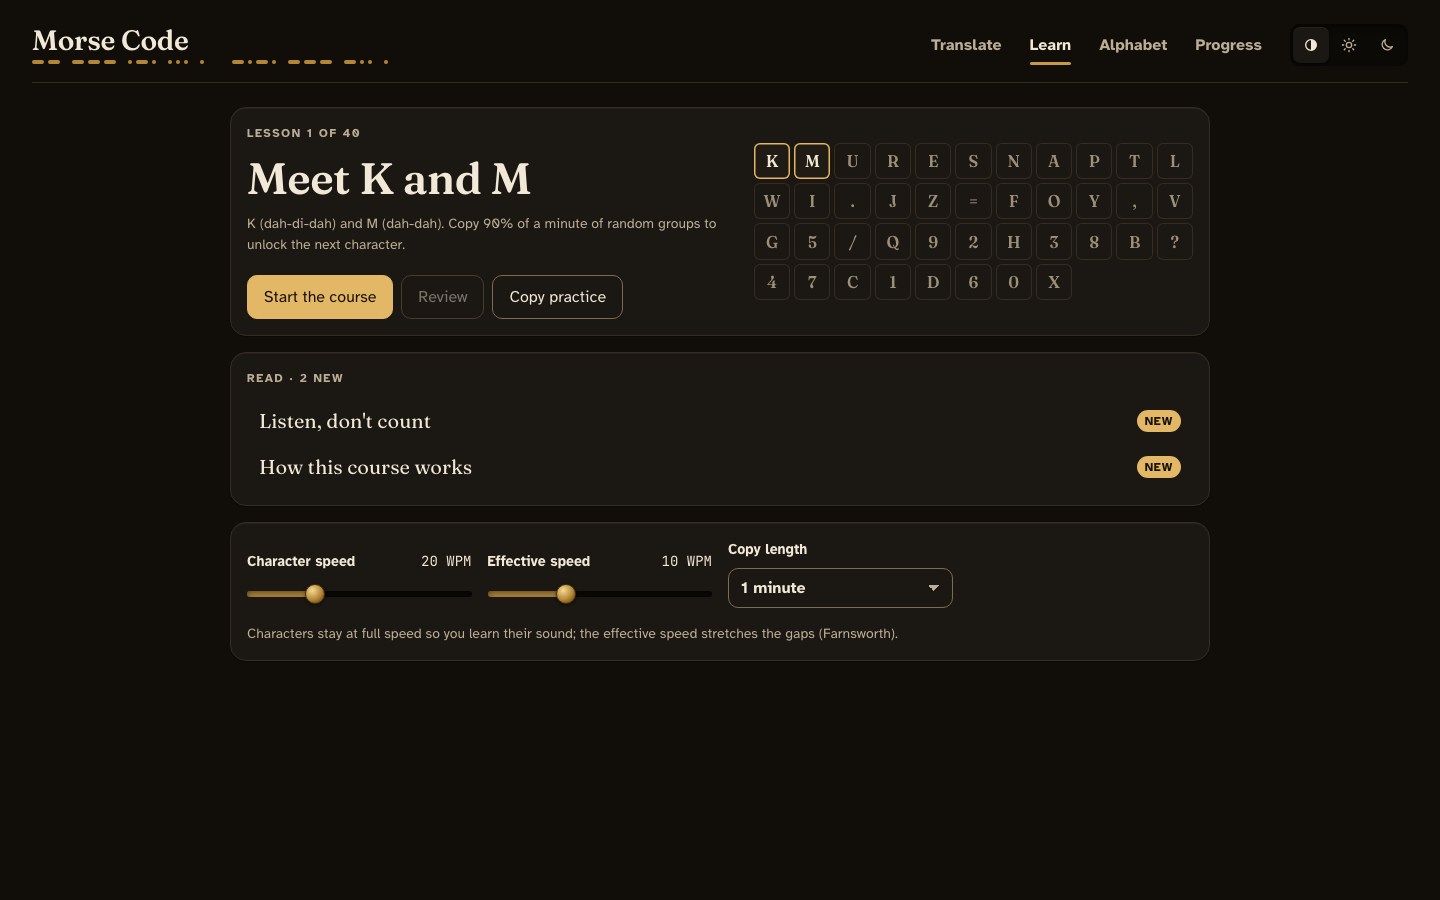 Morse Code
Translate
Learn
Alphabet
Progress
LESSON 1 OF 40
Meet K and M
K (dah-di-dah) and M (dah-dah). Copy 90% of a minute of random groups to
unlock the next character.
Start the course
Review
Copy practice
K M U R E S N A P T L
W I . J Z = F O Y , V
G 5 / Q 9 2 H 3 8 B ?
4 7 C 1 D 6 0 X
READ · 2 NEW
Listen, don't count
NEW
How this course works
NEW
Character speed
20 WPM
Effective speed
10 WPM
Copy length
1 minute
Characters stay at full speed so you learn their sound; the effective speed stretches the gaps (Farnsworth).